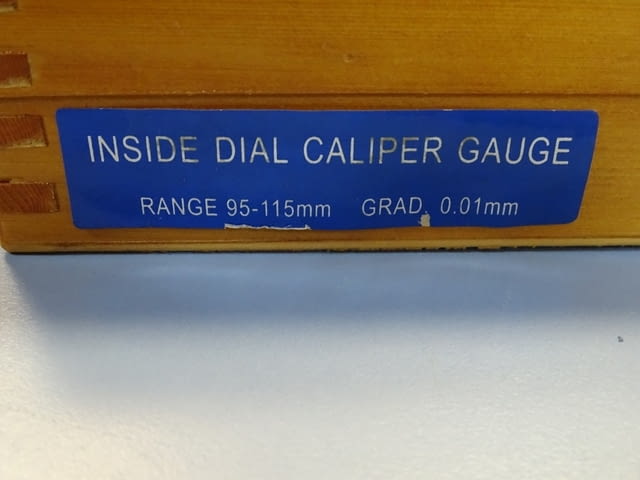 INSIDE DIAL CALIPER GAUGE
RANGE 95-115mm GRAD. 0.01mm